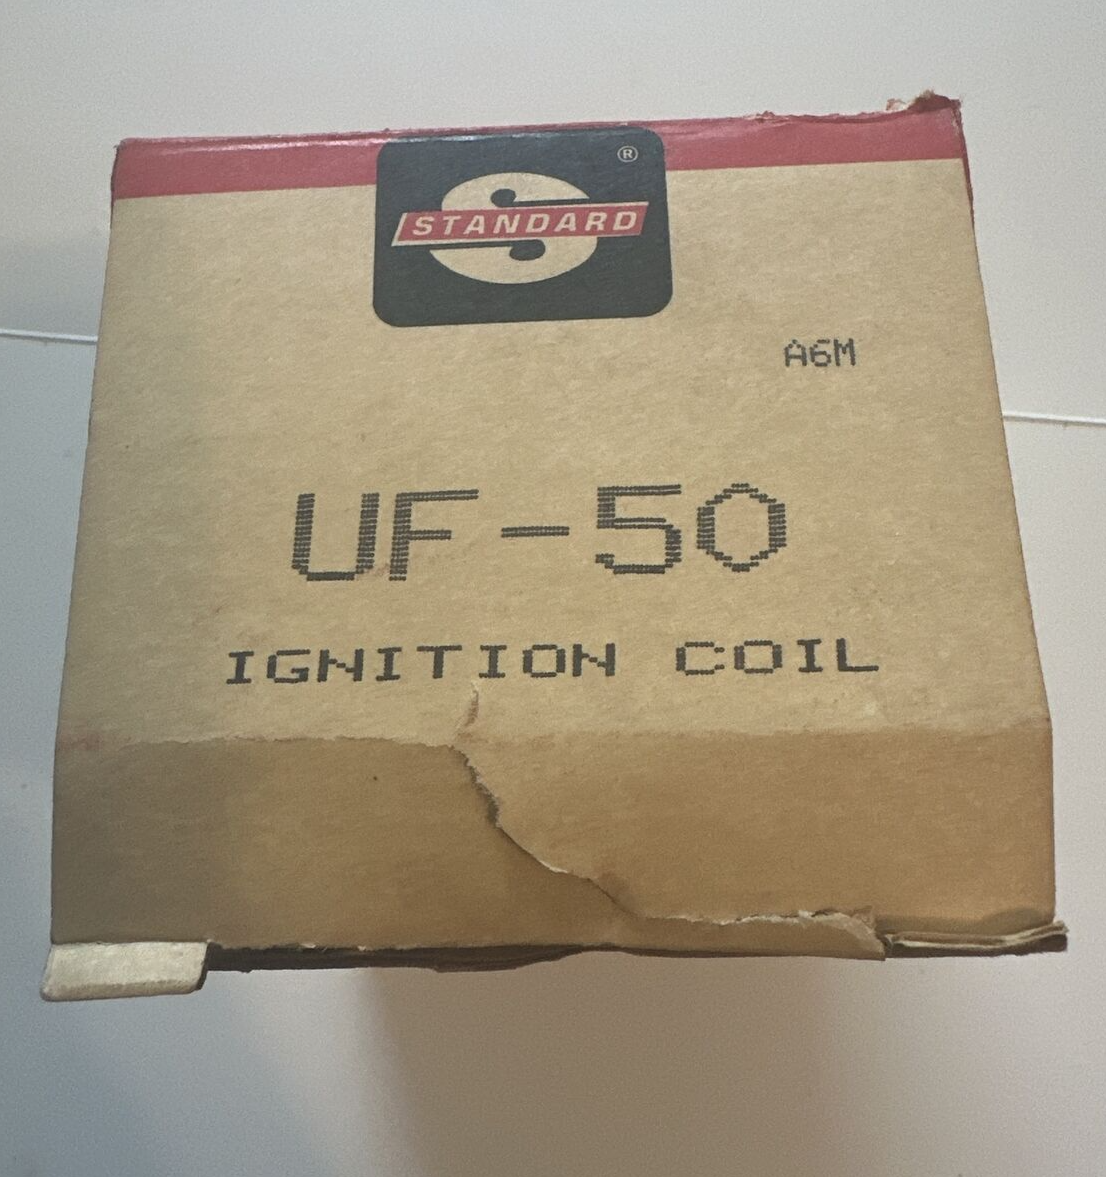 ®
STANDARD
A6M
UF-50
IGNITION COIL